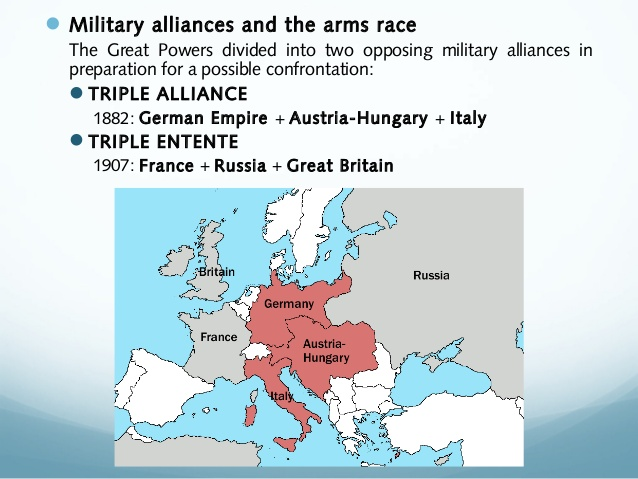 Military alliances and the arms race
The Great Powers divided into two opposing military alliances in
preparation for a possible confrontation:
TRIPLE ALLIANCE
1882: German Empire + Austria-Hungary + Italy
TRIPLE ENTENTE
1907: France + Russia + Great Britain
Britain
Russia
Germany
France
Austria-
Hungary
Italy